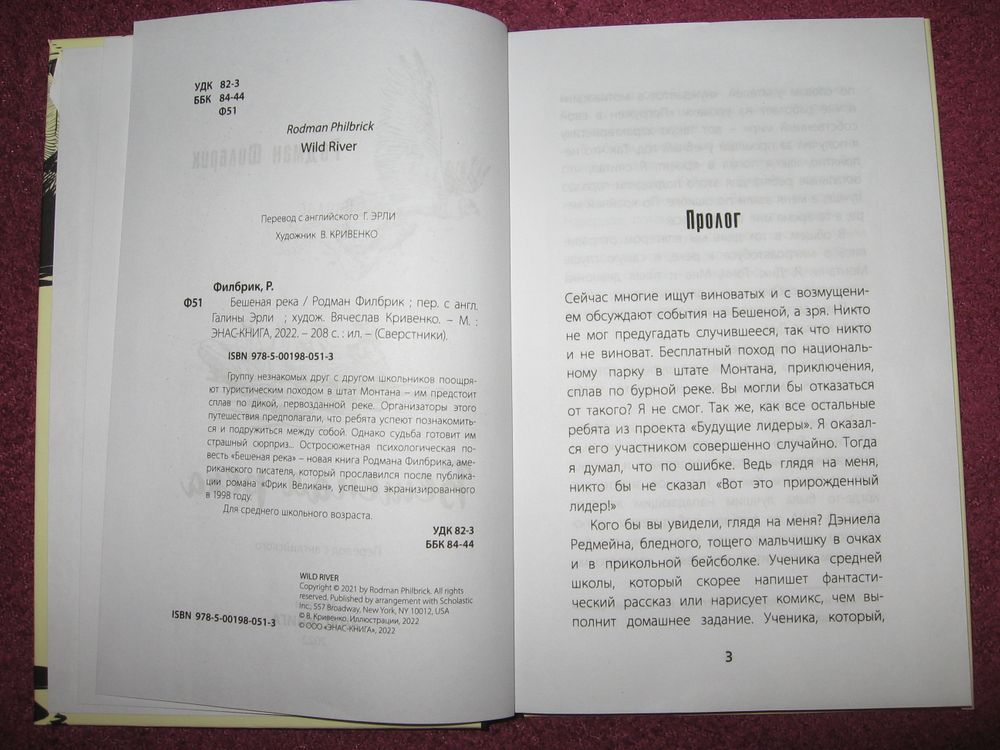 УДК 82-3
ББК 84-44
Ф51
Rodman Philbrick
Wild River
Перевод с английского Г. ЭРЛИ
Художник В. КРИВЕНКО
Филбрик, Р.
Ф51 Бешеная река / Родман Филбрик ; пер. с англ.
Галины Эрли ; худож. Вячеслав Кривенко. – М. :
ЭНАС-КНИГА, 2022. – 208 с. : ил. – (Сверстники).
ISBN 978-5-00198-051-3
Группу незнакомых друг с другом школьников поощря-
ют туристическим походом в штат Монтана – им предстоит
сплав по дикой, первозданной реке. Организаторы этого
путешествия предполагали, что ребята успеют познакомить-
ся и подружиться между собой. Однако судьба готовит им
страшный сюрприз... Остросюжетная психологическая по-
весть «Бешеная река» – новая книга Родмана Филбрика, аме-
риканского писателя, который прославился после публика-
ции романа «Фрик Великан», успешно экранизированного
в 1998 году.
Для среднего школьного возраста.
УДК 82-3
ББК 84-44
WILD RIVER
Copyright © 2021 by Rodman Philbrick. All rights
reserved. Published by arrangement with Scholastic
Inc., 557 Broadway, New York, NY 10012, USA
© В. Кривенко. Иллюстрации, 2022
© ООО «ЭНАС-КНИГА», 2022
ISBN 978-5-00198-051-3
Пролог
Сейчас многие ищут виноватых и с возмущени-
ем обсуждают события на Бешеной, а зря. Никто
не мог предугадать случившееся, так что никто
и не виноват. Бесплатный поход по националь-
ному парку в штате Монтана, приключения,
сплав по бурной реке. Вы могли бы отказаться
от такого? Я не смог. Так же, как все остальные
ребята из проекта «Будущие лидеры». Я оказал-
ся его участником совершенно случайно. Тогда
я думал, что по ошибке. Ведь глядя на меня,
никто бы не сказал «Вот это прирожденный
лидер!»
Кого бы вы увидели, глядя на меня? Дэниела
Редмейна, бледного, тощего мальчишку в очках
и в прикольной бейсболке. Ученика средней
школы, который скорее напишет фантасти-
ческий рассказ или нарисует комикс, чем вы-
полнит домашнее задание. Ученика, который,
3